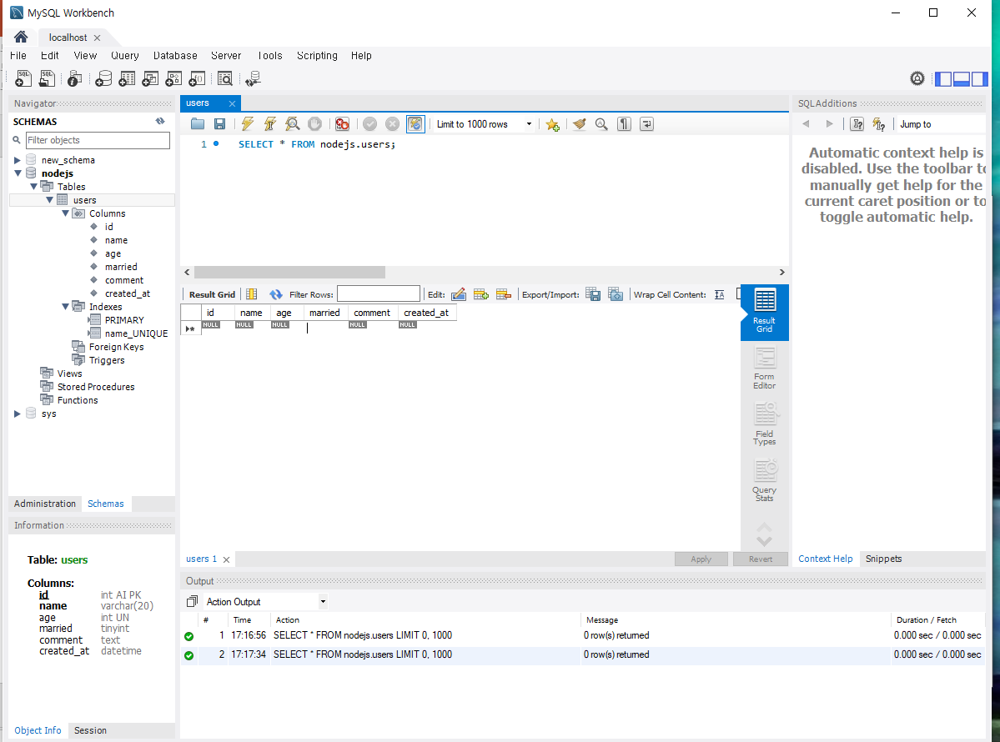 MySQL Workbench
localhost
File Edit View Query Database Server Tools Scripting Help
Navigator
SCHEMAS
Filter objects
new_schema
nodejs
Tables
users
Columns
id
name
age
married
comment
created_at
Indexes
PRIMARY
name_UNIQUE
Foreign Keys
Triggers
Views
Stored Procedures
Functions
sys
Administration Schemas
Information
Table: users
Columns:
id int AI PK
name varchar(20)
age int UN
married tinyint
comment text
created_at datetime
Object Info Session
users
Limit to 1000 rows
1 SELECT * FROM nodejs.users;
Result Grid Filter Rows: Edit: Export/Import: Wrap Cell Content:
id name age married comment created_at
NULL NULL NULL NULL NULL
Result
Grid
Form
Editor
Field
Types
Query
Stats
users 1 Apply Revert
SQLAdditions
Jump to
Automatic context help is
disabled. Use the toolbar to
manually get help for the
current caret position or to
toggle automatic help.
Context Help Snippets
Output
Action Output
# Time Action Message Duration / Fetch
1 17:16:56 SELECT * FROM nodejs.users LIMIT 0, 1000 0 row(s) returned 0.000 sec / 0.000 sec
2 17:17:34 SELECT * FROM nodejs.users LIMIT 0, 1000 0 row(s) returned 0.000 sec / 0.000 sec